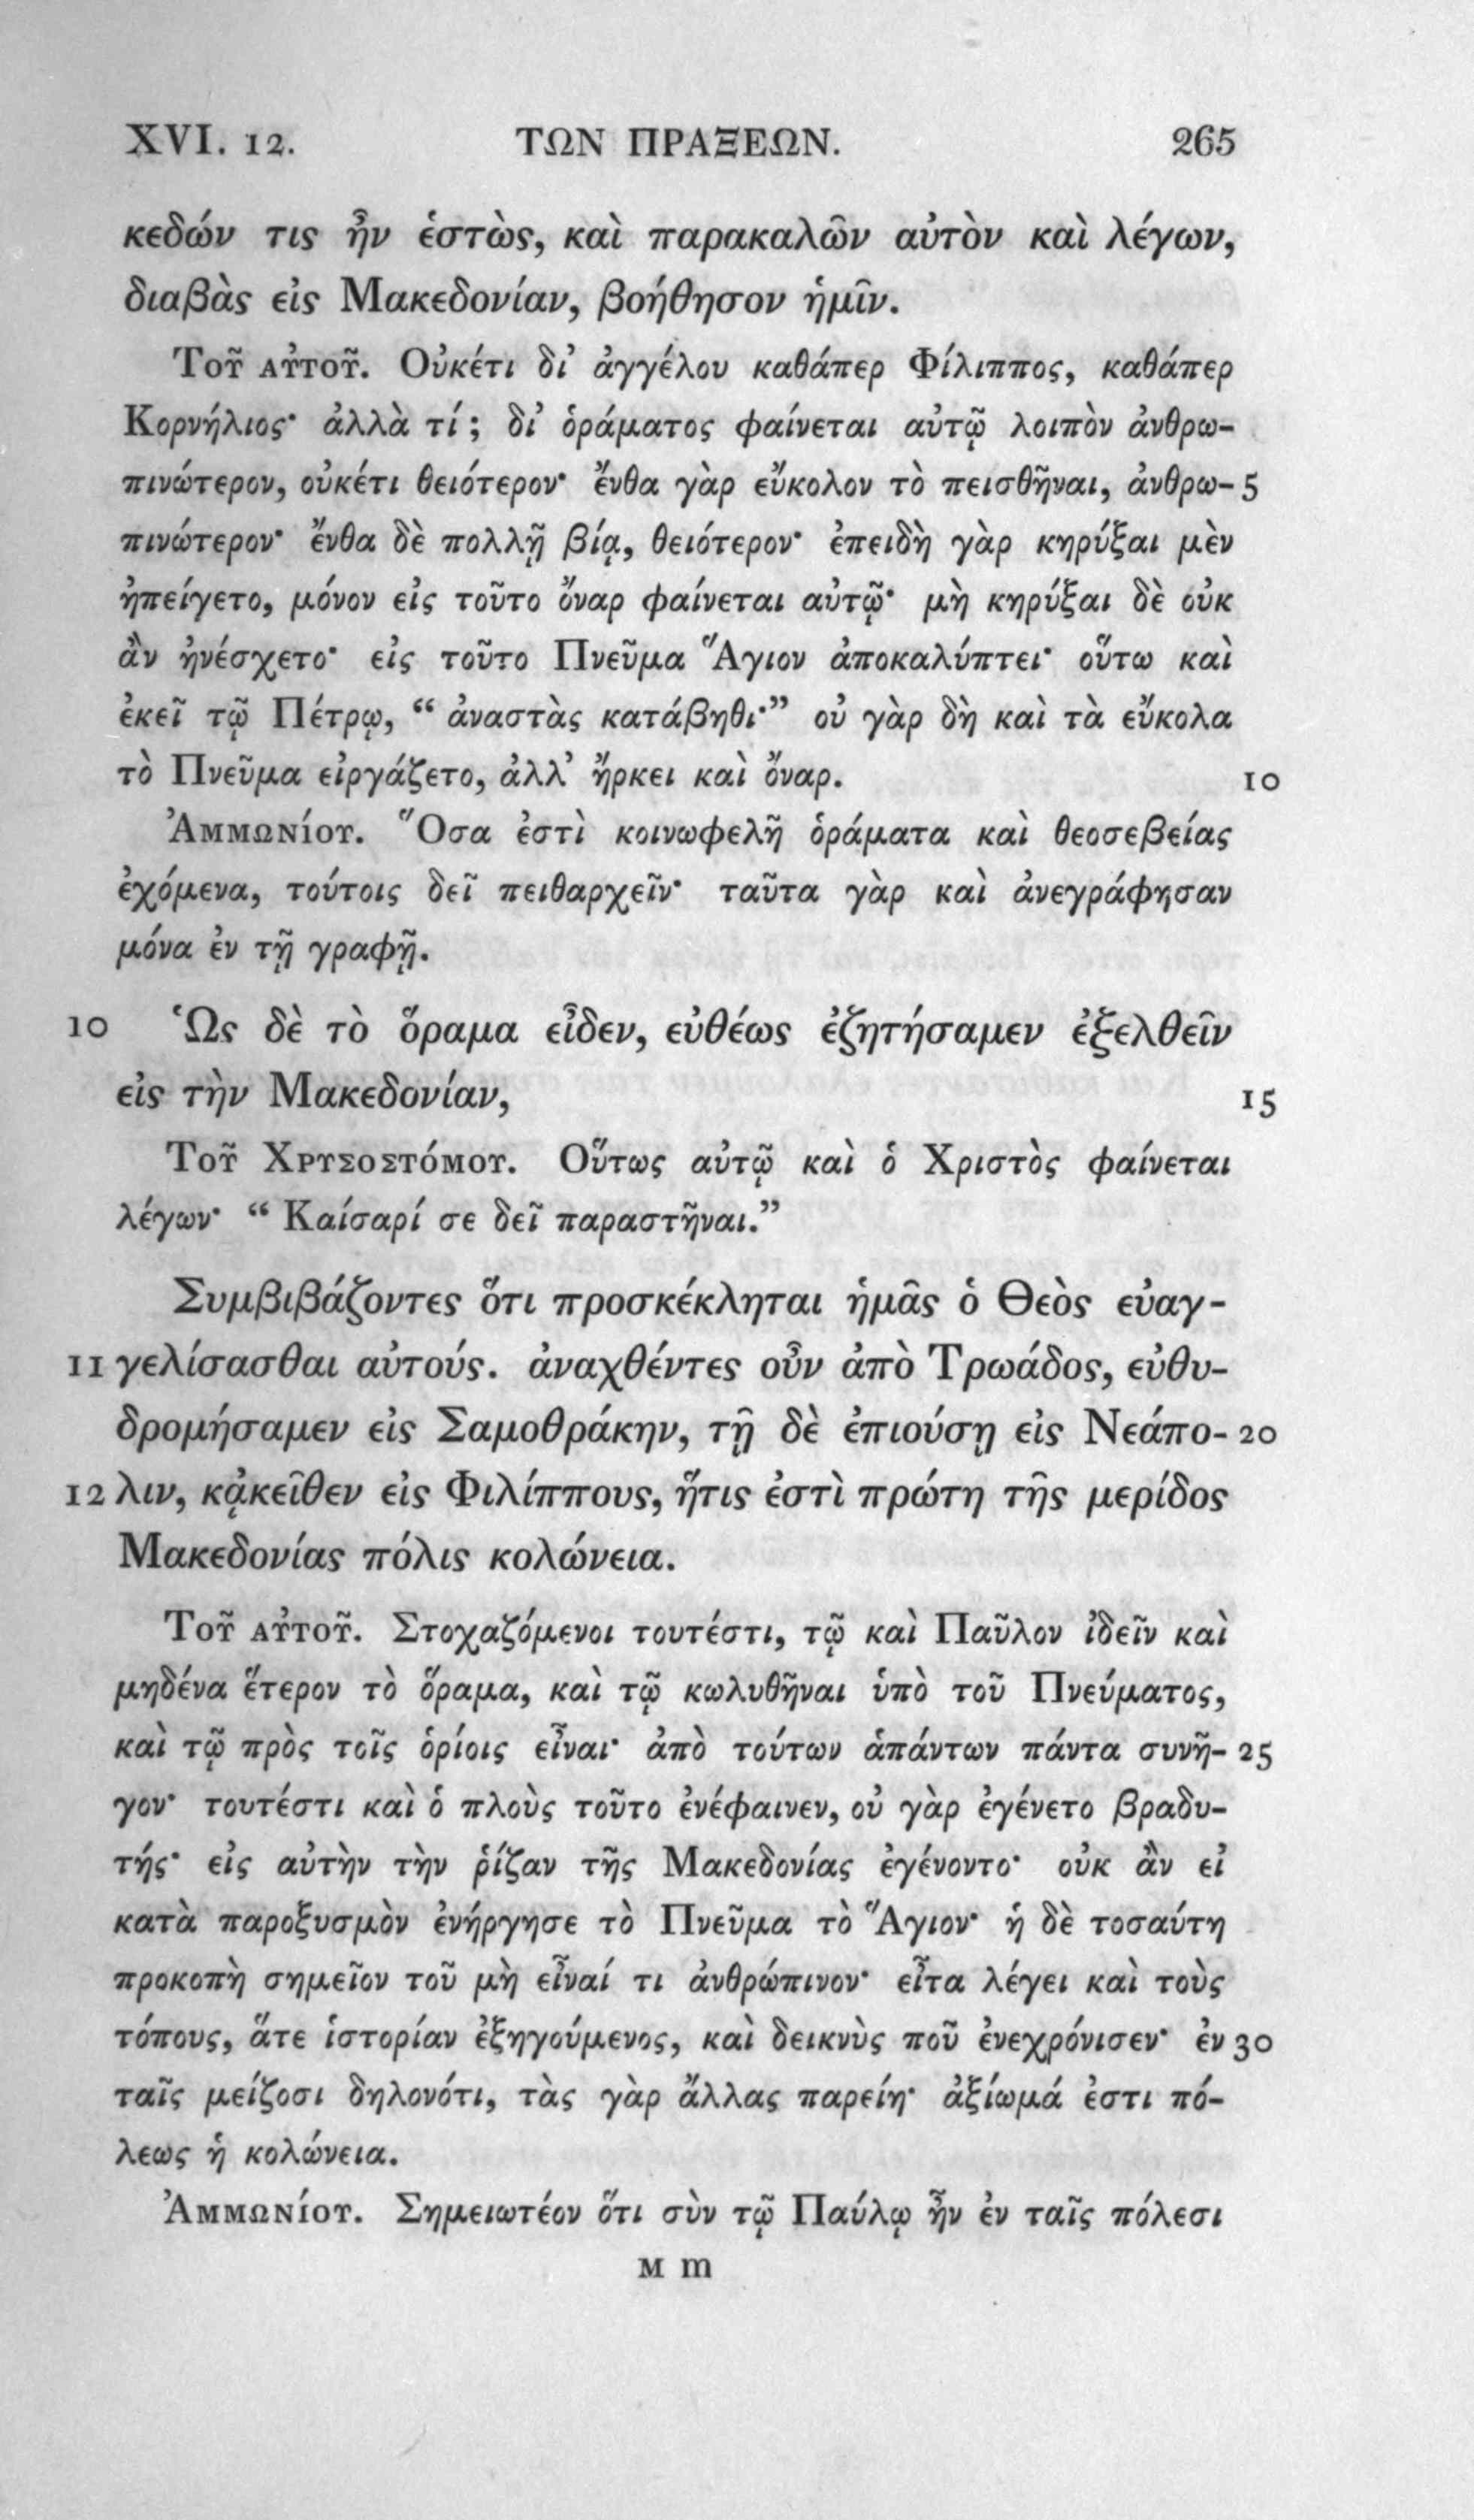 XVI. 12. ΤΩΝ ΠΡΑΞΕΩΝ. 265
κεδών τις ἦν ἑστὼς, καὶ παρακαλῶν αὐτὸν καὶ λέγων,
διαβὰς εἰς Μακεδονίαν, βοήθησον ἡμῖν.
Τοῦ αὐτοῦ. Οὐκέτι δι’ ἀγγέλου καθάπερ Φίλιππος, καθάπερ
Κορνήλιος· ἀλλὰ τί; δι’ ὁράματος φαίνεται αὐτῷ λοιπὸν ἀνθρω-
πινώτερον, οὐκέτι θειότερον· ἔνθα γὰρ εὔκολον τὸ πεισθῆναι, ἀνθρω- 5
πινώτερον· ἔνθα δὲ πολλῇ βίᾳ, θειότερον· ἐπειδὴ γὰρ κηρύξαι μὲν
ἠπείγετο, μόνον εἰς τοῦτο ὄναρ φαίνεται αὐτῷ· μὴ κηρύξαι δὲ οὐκ
ἂν ἠνέσχετο· εἰς τοῦτο Πνεῦμα Ἅγιον ἀποκαλύπτει· οὕτω καὶ
ἐκεῖ τῷ Πέτρῳ, “ ἀναστὰς κατάβηθι·” οὐ γὰρ δὴ καὶ τὰ εὔκολα
τὸ Πνεῦμα εἰργάζετο, ἀλλ’ ἤρκει καὶ ὄναρ. 10
Ἀμμωνίου. Ὅσα ἐστὶ κοινωφελῆ ὁράματα καὶ θεοσεβείας
ἐχόμενα, τούτοις δεῖ πειθαρχεῖν· ταῦτα γὰρ καὶ ἀνεγράφησαν
μόνα ἐν τῇ γραφῇ.
10 Ὡς δὲ τὸ ὅραμα εἶδεν, εὐθέως ἐζητήσαμεν ἐξελθεῖν
εἰς τὴν Μακεδονίαν, 15
Τοῦ Χρυσοστόμου. Οὕτως αὐτῷ καὶ ὁ Χριστὸς φαίνεται
λέγων· “ Καίσαρί σε δεῖ παραστῆναι.”
Συμβιβάζοντες ὅτι προσκέκληται ἡμᾶς ὁ Θεὸς εὐαγ-
11 γελίσασθαι αὐτούς. ἀναχθέντες οὖν ἀπὸ Τρωάδος, εὐθυ-
δρομήσαμεν εἰς Σαμοθράκην, τῇ δὲ ἐπιούσῃ εἰς Νεάπο- 20
12 λιν, κᾀκεῖθεν εἰς Φιλίππους, ἥτις ἐστὶ πρώτη τῆς μερίδος
Μακεδονίας πόλις κολώνεια.
Τοῦ αὐτοῦ. Στοχαζόμενοι τουτέστι, τῷ καὶ Παῦλον ἰδεῖν καὶ
μηδένα ἕτερον τὸ ὅραμα, καὶ τῷ κωλυθῆναι ὑπὸ τοῦ Πνεύματος,
καὶ τῷ πρὸς τοῖς ὁρίοις εἶναι· ἀπὸ τούτων ἁπάντων πάντα συνῆ- 25
γον· τουτέστι καὶ ὁ πλοὺς τοῦτο ἐνέφαινεν, οὐ γὰρ ἐγένετο βραδυ-
τής· εἰς αὐτὴν τὴν ῥίζαν τῆς Μακεδονίας ἐγένοντο· οὐκ ἂν εἰ
κατὰ παροξυσμὸν ἐνήργησε τὸ Πνεῦμα τὸ Ἅγιον· ἡ δὲ τοσαύτη
προκοπὴ σημεῖον τοῦ μὴ εἶναί τι ἀνθρώπινον· εἶτα λέγει καὶ τοὺς
τόπους, ἅτε ἱστορίαν ἐξηγούμενος, καὶ δεικνὺς ποῦ ἐνεχρόνισεν· ἐν 30
ταῖς μείζοσι δηλονότι, τὰς γὰρ ἄλλας παρείη· ἀξίωμά ἐστι πό-
λεως ἡ κολώνεια.
Ἀμμωνίου. Σημειωτέον ὅτι σὺν τῷ Παύλῳ ἦν ἐν ταῖς πόλεσι
M m